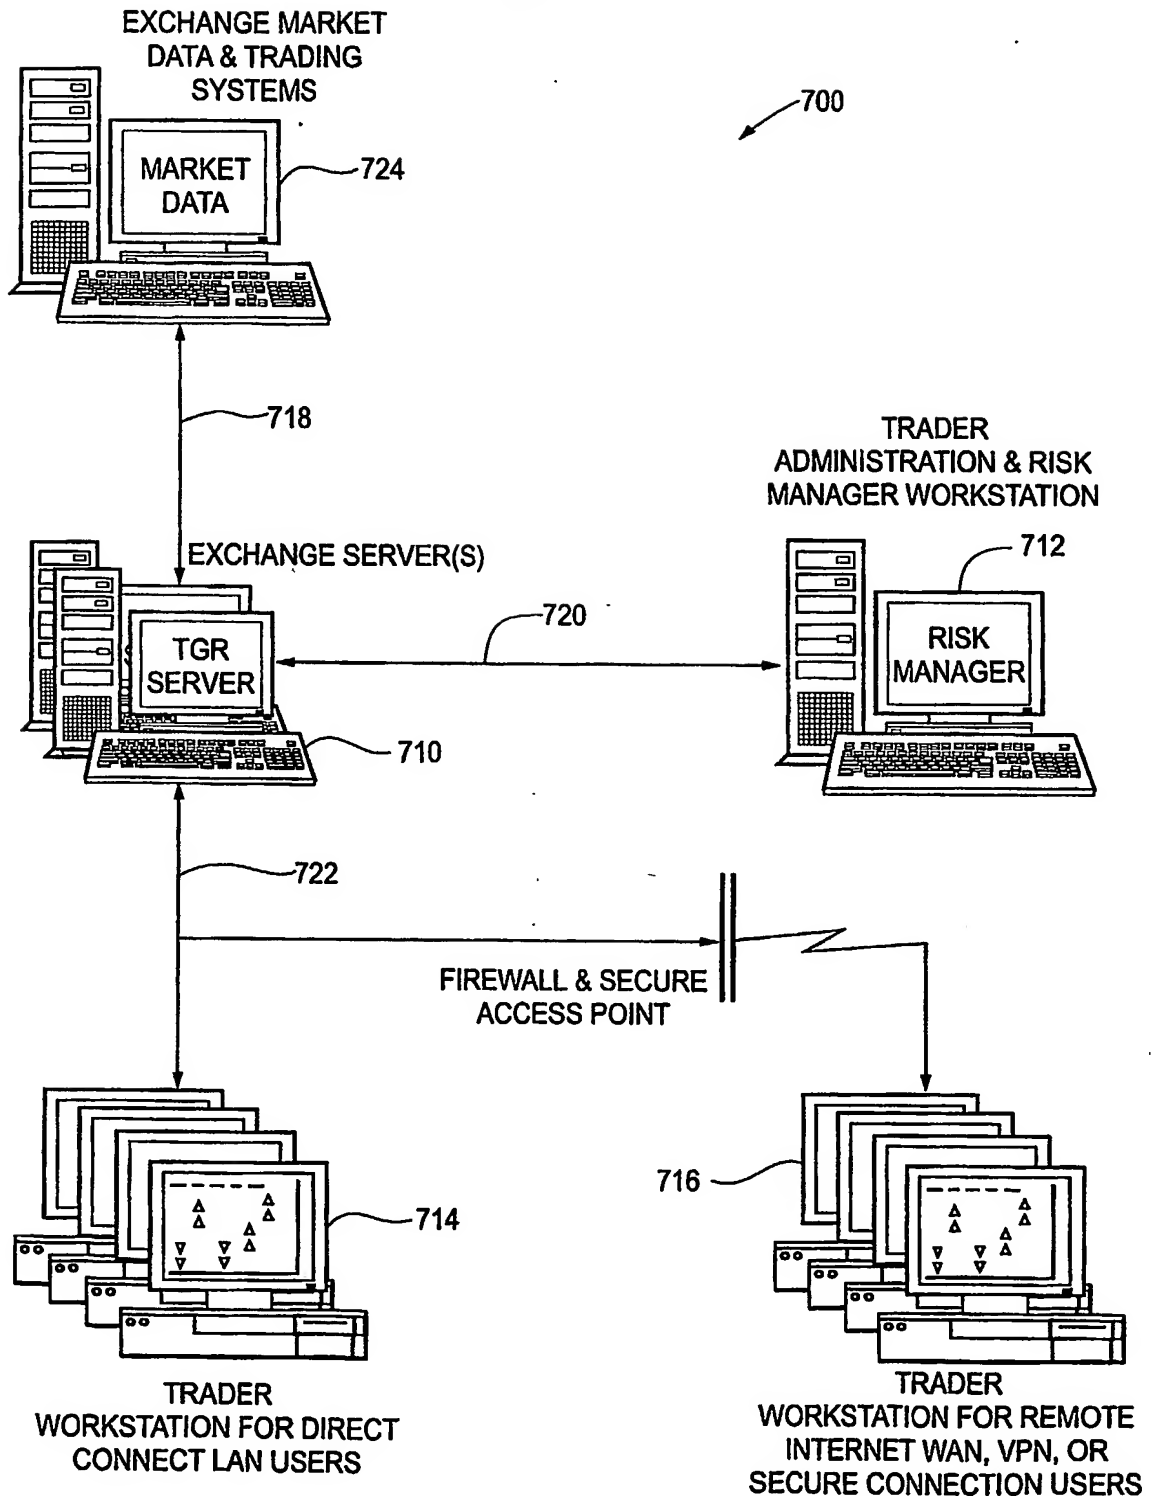 EXCHANGE MARKET
DATA & TRADING
SYSTEMS
700
MARKET
DATA
724
718
TRADER
ADMINISTRATION & RISK
MANAGER WORKSTATION
EXCHANGE SERVER(S)
712
720
TGR
SERVER
RISK
MANAGER
710
722
FIREWALL & SECURE
ACCESS POINT
714
716
TRADER
WORKSTATION FOR DIRECT
CONNECT LAN USERS
TRADER
WORKSTATION FOR REMOTE
INTERNET WAN, VPN, OR
SECURE CONNECTION USERS